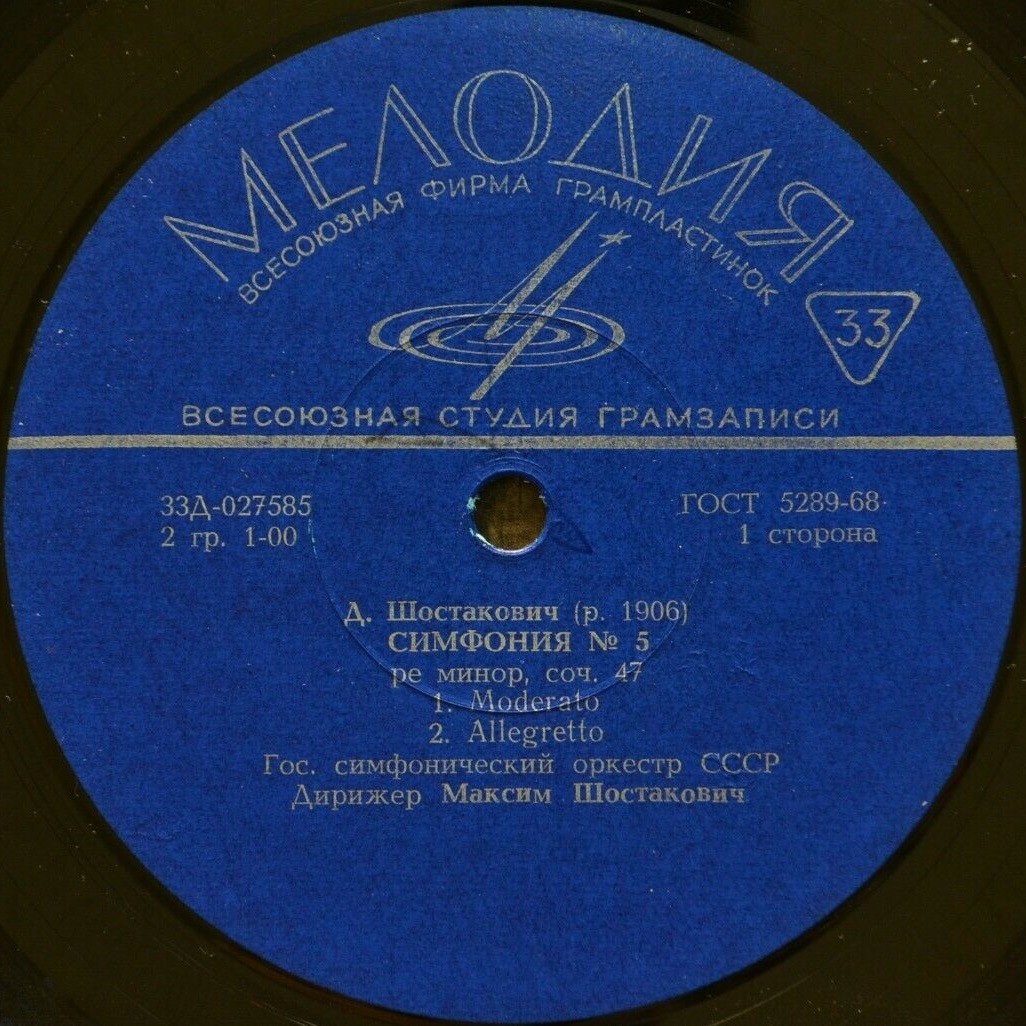 МЕЛОДИЯ
ВСЕСОЮЗНАЯ ФИРМА ГРАМПЛАСТИНОК
33
ВСЕСОЮЗНАЯ СТУДИЯ ГРАМЗАПИСИ
33Д-027585
ГОСТ 5289-68
2 гр. 1-00
1 сторона
Д. Шостакович (р. 1906)
СИМФОНИЯ № 5
ре минор, соч. 47
1. Moderato
2. Allegretto
Гос. симфонический оркестр СССР
Дирижер Максим Шостакович